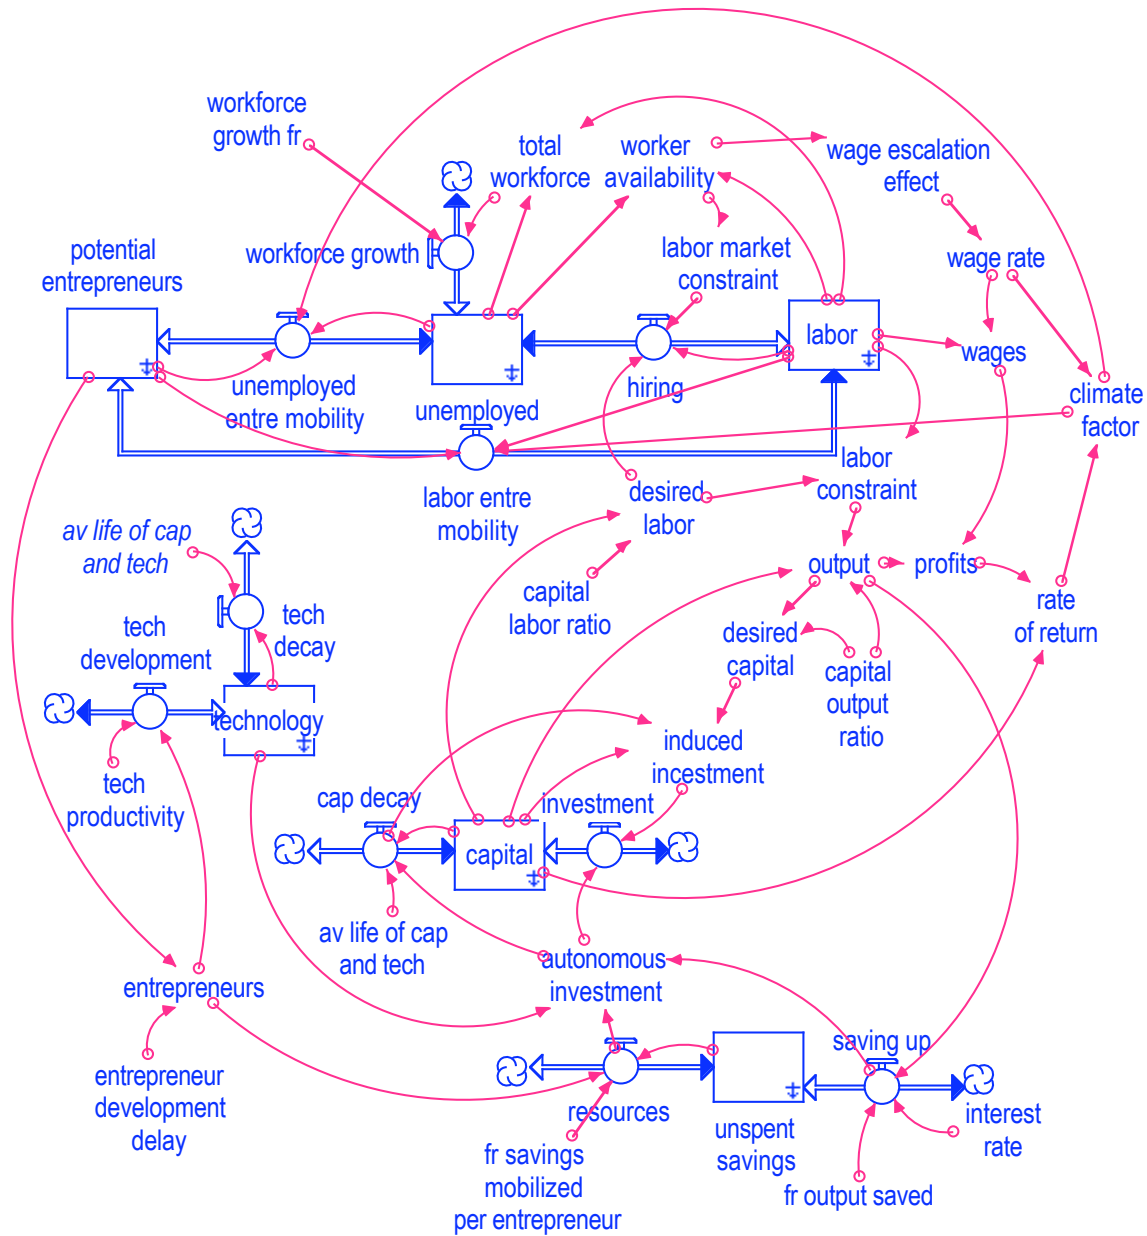 workforce
growth fr
total
workforce
worker
availability
wage escalation
effect
potential
entrepreneurs
workforce growth
labor market
constraint
wage rate
labor
wages
unemployed
entre mobility
unemployed
hiring
climate
factor
labor entre
mobility
desired
labor
labor
constraint
av life of cap
and tech
capital
labor ratio
output
profits
rate
of return
tech
development
tech
decay
desired
capital
capital
output
ratio
technology
induced
incestment
tech
productivity
cap decay
investment
capital
av life of cap
and tech
autonomous
investment
entrepreneurs
saving up
entrepreneur
development
delay
resources
unspent
savings
interest
rate
fr savings
mobilized
per entrepreneur
fr output saved